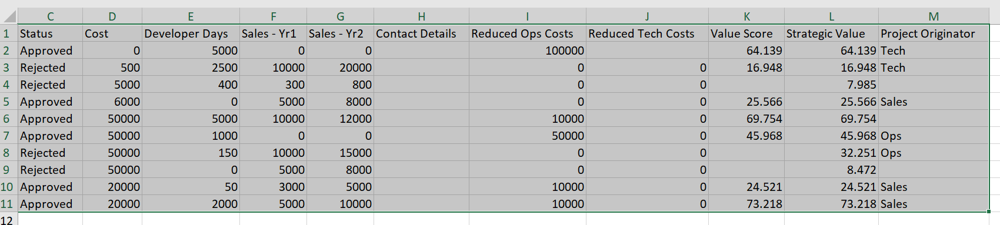 C D E F G H I J K L M
1 Status Cost Developer Days Sales - Yr1 Sales - Yr2 Contact Details Reduced Ops Costs Reduced Tech Costs Value Score Strategic Value Project Originator
2 Approved 0 5000 0 0 100000 64.139 64.139 Tech
3 Rejected 500 2500 10000 20000 0 0 16.948 16.948 Tech
4 Rejected 5000 400 300 800 0 0 7.985
5 Approved 6000 0 5000 8000 0 0 25.566 25.566 Sales
6 Approved 50000 5000 10000 12000 10000 0 69.754 69.754
7 Approved 50000 1000 0 0 50000 0 45.968 45.968 Ops
8 Rejected 50000 150 10000 15000 0 0 32.251 Ops
9 Rejected 50000 0 5000 8000 0 0 8.472
10 Approved 20000 50 3000 5000 10000 0 24.521 24.521 Sales
11 Approved 20000 2000 5000 10000 10000 0 73.218 73.218 Sales
12